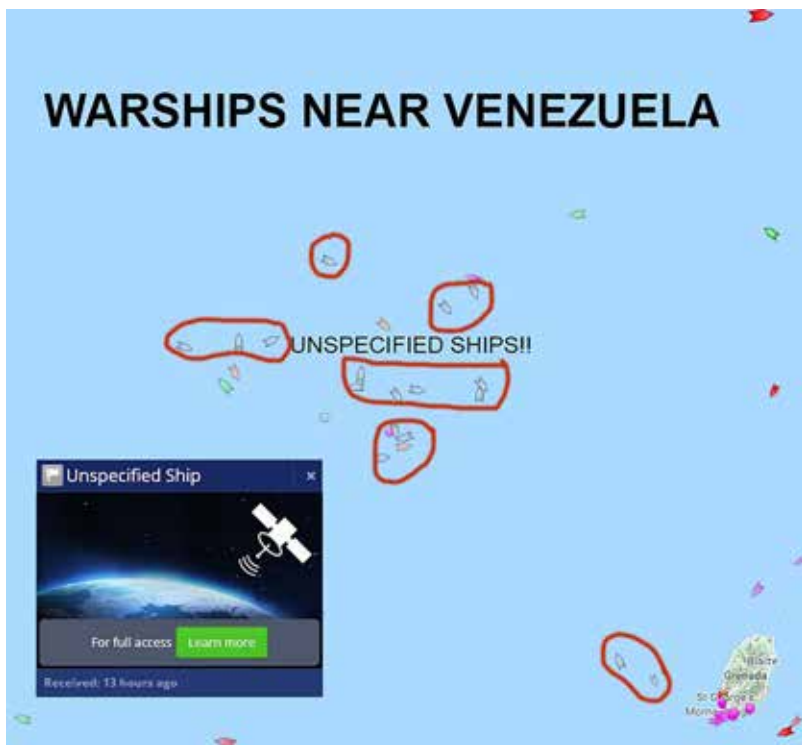 WARSHIPS NEAR VENEZUELA
UNSPECIFIED SHIPS!!
Unspecified Ship ×
For full access Learn more
Received: 13 hours ago
Grenada